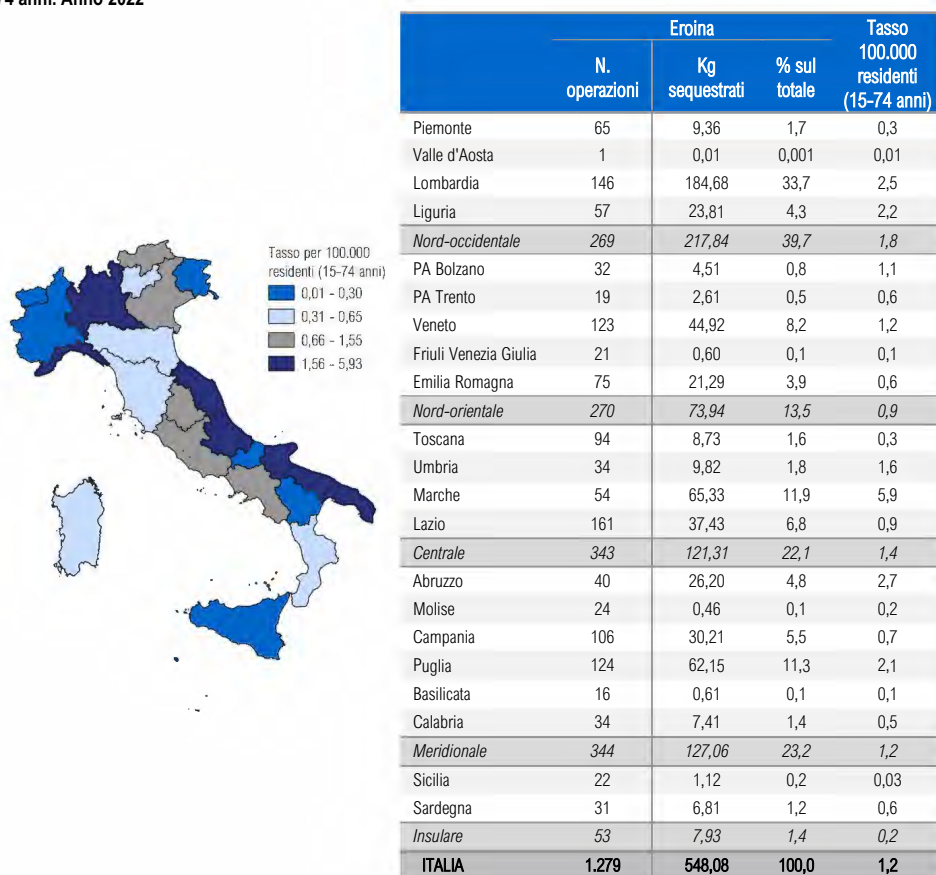 74 anni. Anno 2022
Tasso per 100.000
residenti (15-74 anni)
0,01 - 0,30
0,31 - 0,65
0,66 - 1,55
1,56 - 5,93
Eroina Tasso
100.000
residenti
(15-74 anni)
N.
operazioni Kg
sequestrati % sul
totale
Piemonte 65 9,36 1,7 0,3
Valle d'Aosta 1 0,01 0,001 0,01
Lombardia 146 184,68 33,7 2,5
Liguria 57 23,81 4,3 2,2
Nord-occidentale 269 217,84 39,7 1,8
PA Bolzano 32 4,51 0,8 1,1
PA Trento 19 2,61 0,5 0,6
Veneto 123 44,92 8,2 1,2
Friuli Venezia Giulia 21 0,60 0,1 0,1
Emilia Romagna 75 21,29 3,9 0,6
Nord-orientale 270 73,94 13,5 0,9
Toscana 94 8,73 1,6 0,3
Umbria 34 9,82 1,8 1,6
Marche 54 65,33 11,9 5,9
Lazio 161 37,43 6,8 0,9
Centrale 343 121,31 22,1 1,4
Abruzzo 40 26,20 4,8 2,7
Molise 24 0,46 0,1 0,2
Campania 106 30,21 5,5 0,7
Puglia 124 62,15 11,3 2,1
Basilicata 16 0,61 0,1 0,1
Calabria 34 7,41 1,4 0,5
Meridionale 344 127,06 23,2 1,2
Sicilia 22 1,12 0,2 0,03
Sardegna 31 6,81 1,2 0,6
Insulare 53 7,93 1,4 0,2
ITALIA 1.279 548,08 100,0 1,2